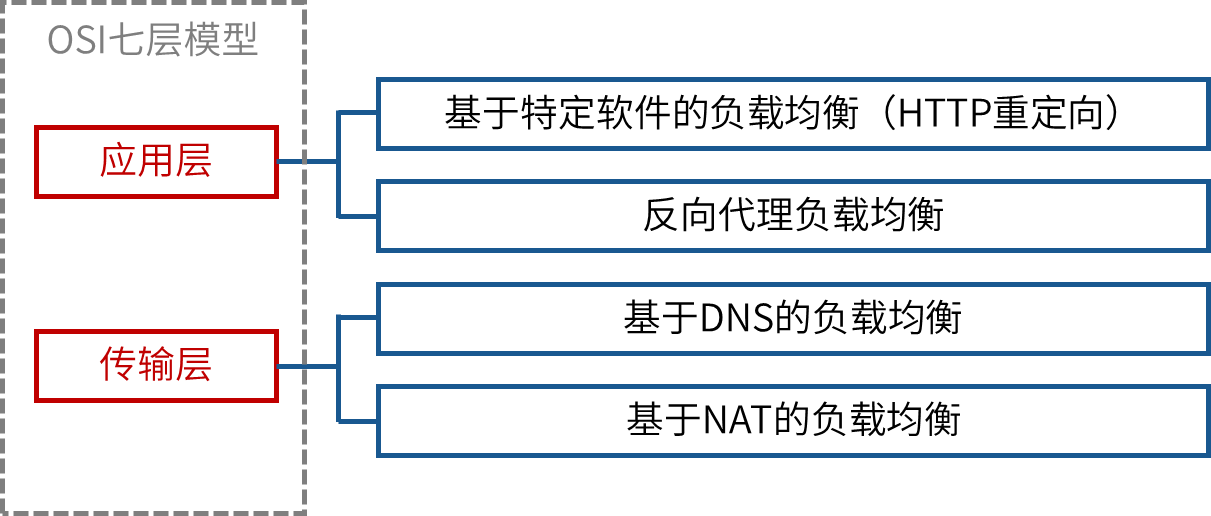 OSI七层模型
应用层
基于特定软件的负载均衡（HTTP重定向）
反向代理负载均衡
传输层
基于DNS的负载均衡
基于NAT的负载均衡